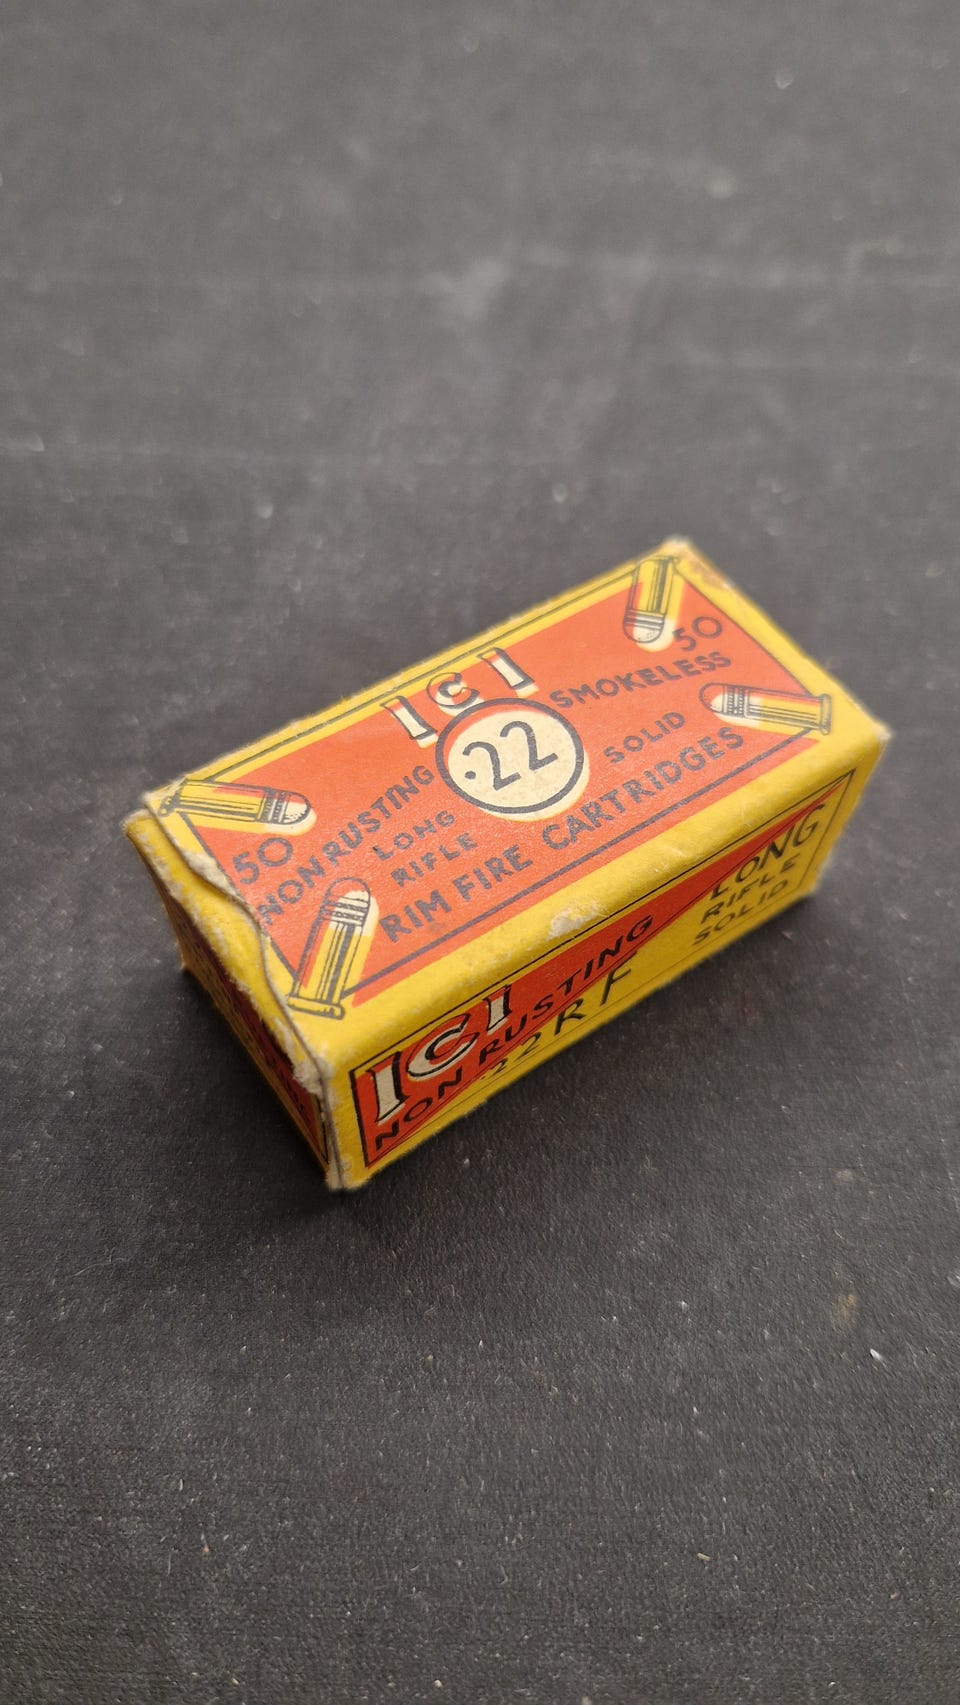 ICI
50
50
NON RUSTING .22 SMOKELESS
LONG RIFLE SOLID
RIM FIRE CARTRIDGES
ICI
NON RUSTING
.22 RF
LONG
RIFLE
SOLID